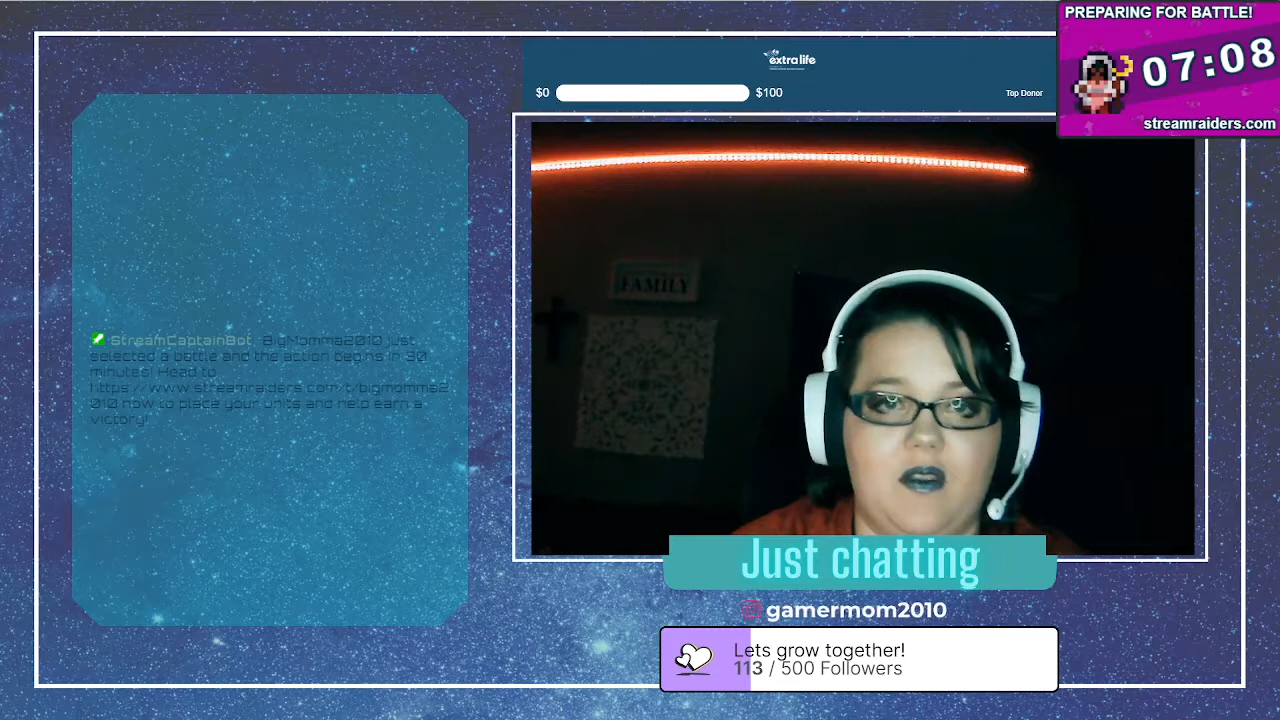 PREPARING FOR BATTLE!
07:08
streamraiders.com
extralife
$0
$100
Top Donor
FAMILY
StreamCaptainBot: BigMomma2010 just
selected a battle and the action begins in 30
minutes! Head to
https://www.streamraiders.com/t/bigmomma2
010 now to place your units and help earn a
victory!
Just chatting
gamermom2010
Lets grow together!
113 / 500 Followers